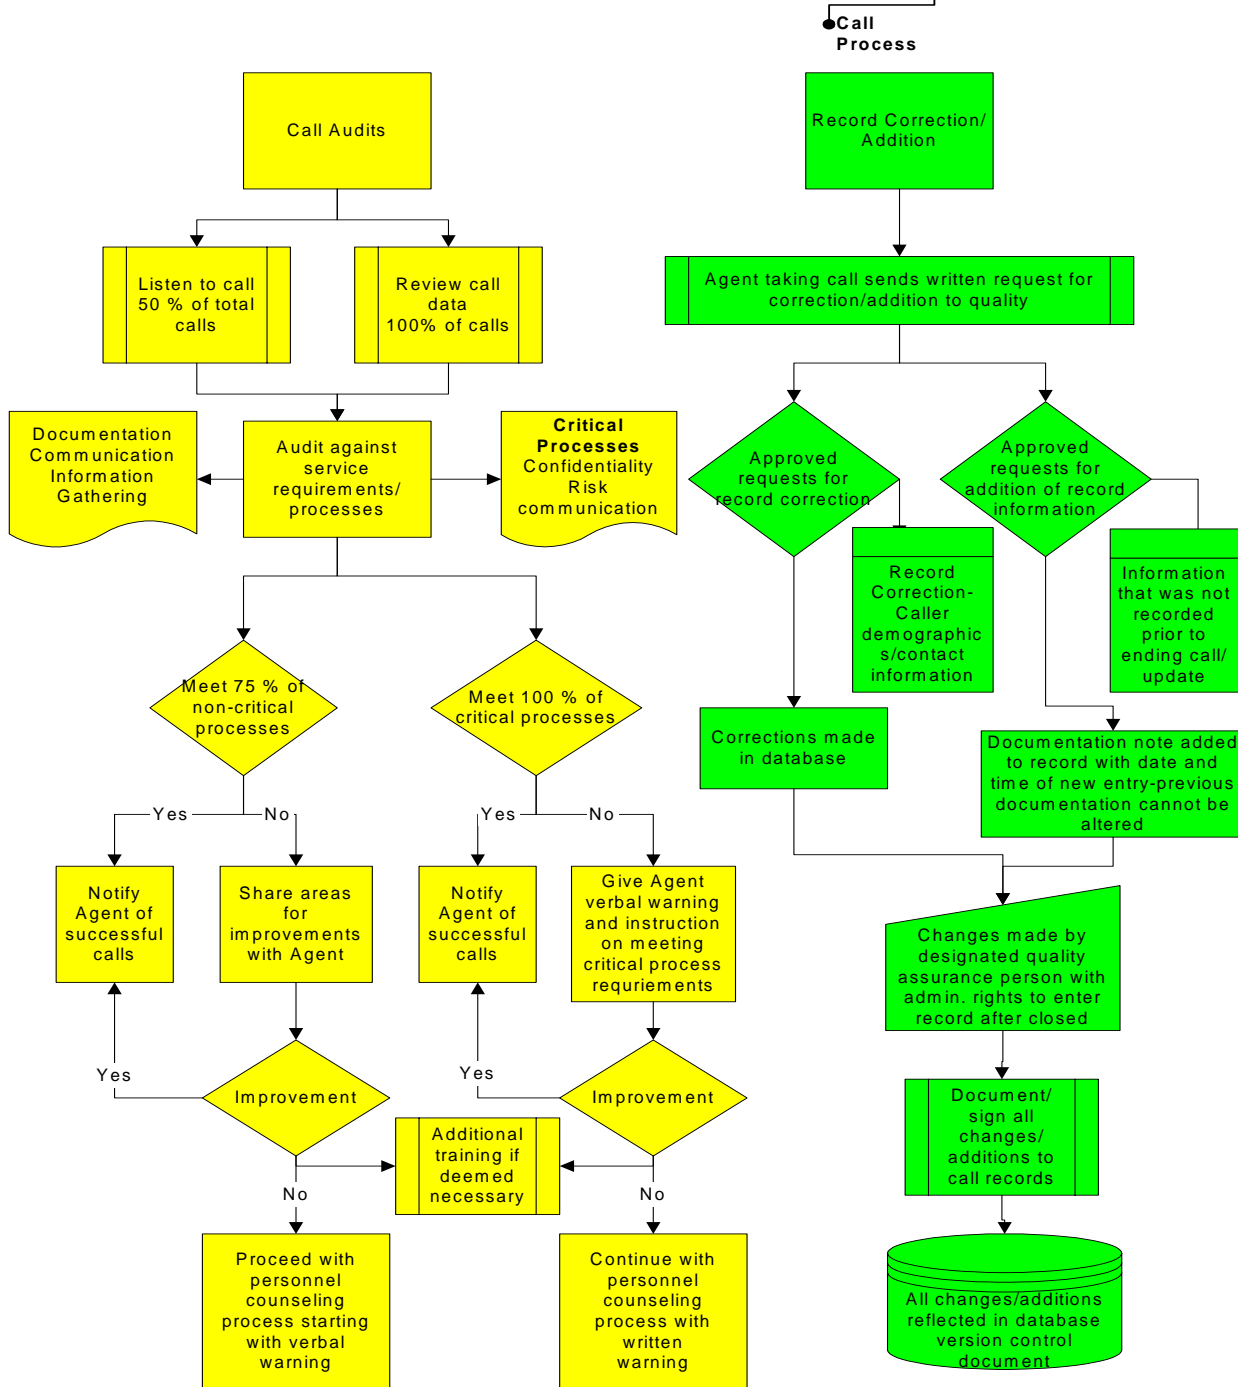 Call
Process
Call Audits
Record Correction/
Addition
Listen to call
50 % of total
calls
Review call
data
100% of calls
Agent taking call sends written request for
correction/addition to quality
Documentation
Communication
Information
Gathering
Audit against
service
requirements/
processes
Critical
Processes
Confidentiality
Risk
communication
Approved
requests for
record correction
Approved
requests for
addition of record
information
Record
Correction-
Caller
demographic
s/contact
information
Information
that was not
recorded
prior to
ending call/
update
Meet 75 % of
non-critical
processes
Meet 100 % of
critical processes
Corrections made
in database
Documentation note added
to record with date and
time of new entry-previous
documentation cannot be
altered
Yes
No
Yes
No
Notify
Agent of
successful
calls
Share areas
for
improvements
with Agent
Notify
Agent of
successful
calls
Give Agent
verbal warning
and instruction
on meeting
critical process
requriements
Changes made by
designated quality
assurance person with
admin. rights to enter
record after closed
Yes
Improvement
Yes
Improvement
Additional
training if
deemed
necessary
Document/
sign all
changes/
additions to
call records
No
No
Proceed with
personnel
counseling
process starting
with verbal
warning
Continue with
personnel
counseling
process with
written
warning
All changes/additions
reflected in database
version control
document